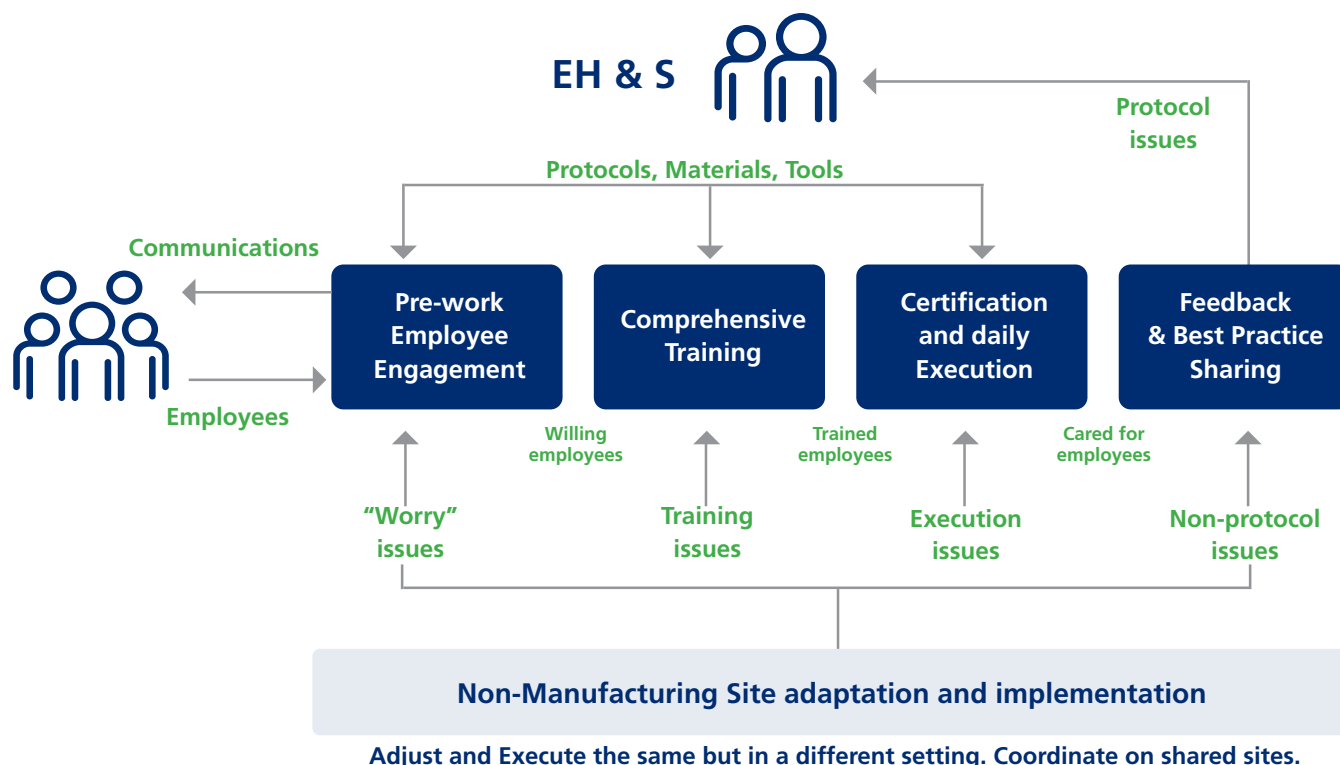 EH & S
Protocol
issues
Protocols, Materials, Tools
Communications
Employees
Pre-work
Employee
Engagement
Comprehensive
Training
Certification
and daily
Execution
Feedback
& Best Practice
Sharing
Willing
employees
Trained
employees
Cared for
employees
“Worry”
issues
Training
issues
Execution
issues
Non-protocol
issues
Non-Manufacturing Site adaptation and implementation
Adjust and Execute the same but in a different setting. Coordinate on shared sites.